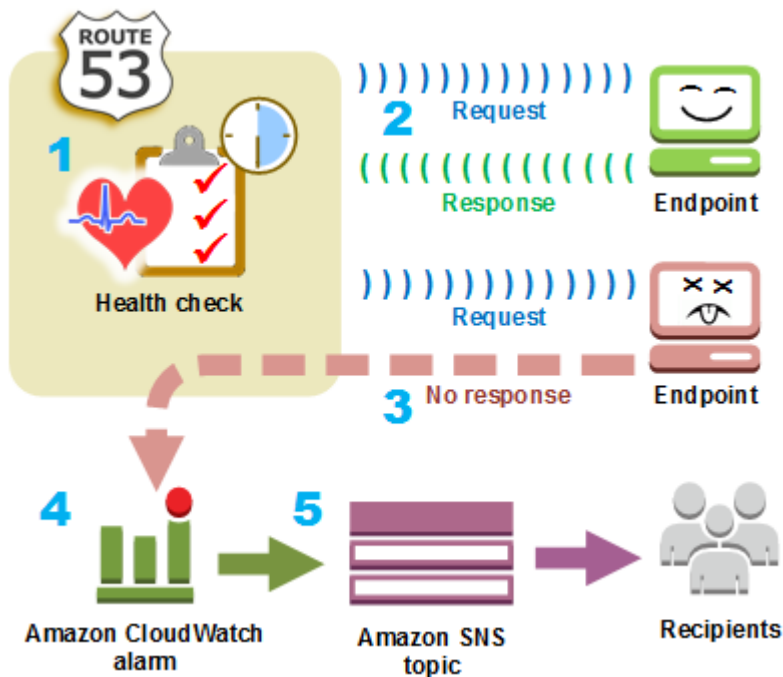 ROUTE
53
1
Health check
2
Request
Response
Endpoint
Request
3
No response
Endpoint
4
Amazon CloudWatch
alarm
5
Amazon SNS
topic
Recipients